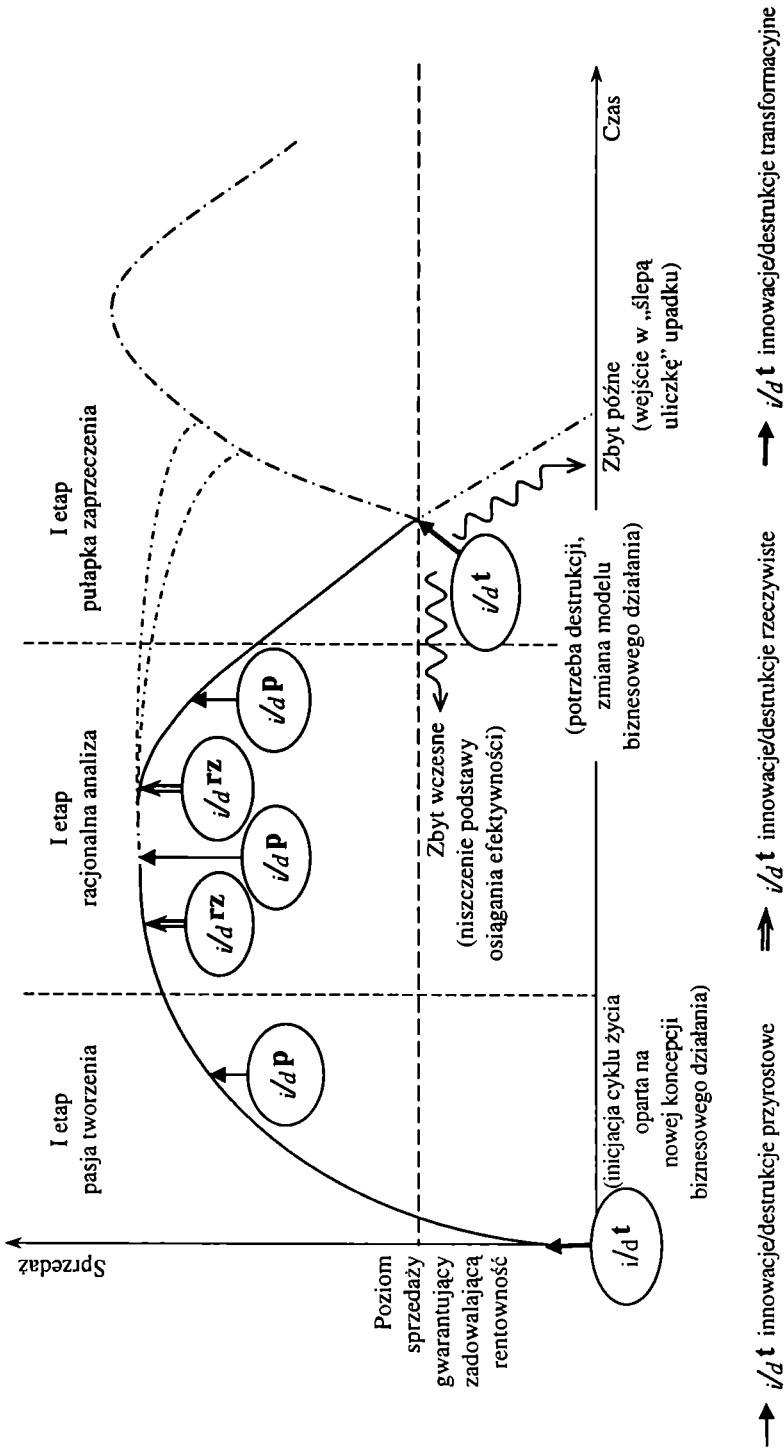 Sprzedaż
I etap
pasja tworzenia
I etap
racjonalna analiza
I etap
pułapka zaprzeczenia
i/d p
i/d rz
i/d p
i/d rz
i/d p
Poziom
sprzedaży
gwarantujący
zadowalającą
rentowność
i/d t
Zbyt wczesne
(niszczenie podstawy
osiągania efektywności)
i/d t
(inicjacja cyklu życia
oparta na
nowej koncepcji
biznesowego działania)
(potrzeba destrukcji,
zmiana modelu
biznesowego działania)
Zbyt późne
(wejście w „ślepą
uliczkę” upadku)
Czas
i/d t innowacje/destrukcje przyrostowe
i/d t innowacje/destrukcje rzeczywiste
i/d t innowacje/destrukcje transformacyjne